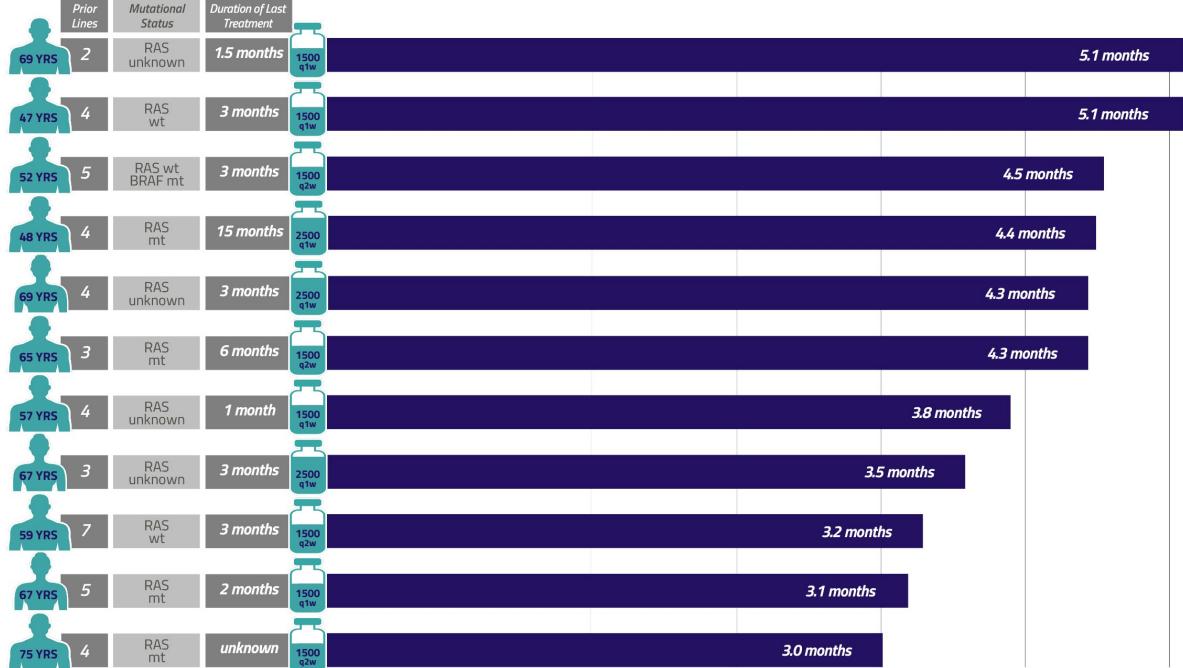 Prior
Lines
Mutational
Status
Duration of Last
Treatment
69 YRS
2
RAS
unknown
1.5 months
1500
q1w
5.1 months
47 YRS
4
RAS
wt
3 months
1500
q1w
5.1 months
52 YRS
5
RAS wt
BRAF mt
3 months
1500
q2w
4.5 months
48 YRS
4
RAS
mt
15 months
2500
q1w
4.4 months
69 YRS
4
RAS
unknown
3 months
2500
q1w
4.3 months
65 YRS
3
RAS
mt
6 months
1500
q2w
4.3 months
57 YRS
4
RAS
unknown
1 month
1500
q1w
3.8 months
67 YRS
3
RAS
unknown
3 months
2500
q1w
3.5 months
59 YRS
7
RAS
wt
3 months
1500
q2w
3.2 months
67 YRS
5
RAS
mt
2 months
1500
q1w
3.1 months
75 YRS
4
RAS
mt
unknown
1500
q2w
3.0 months